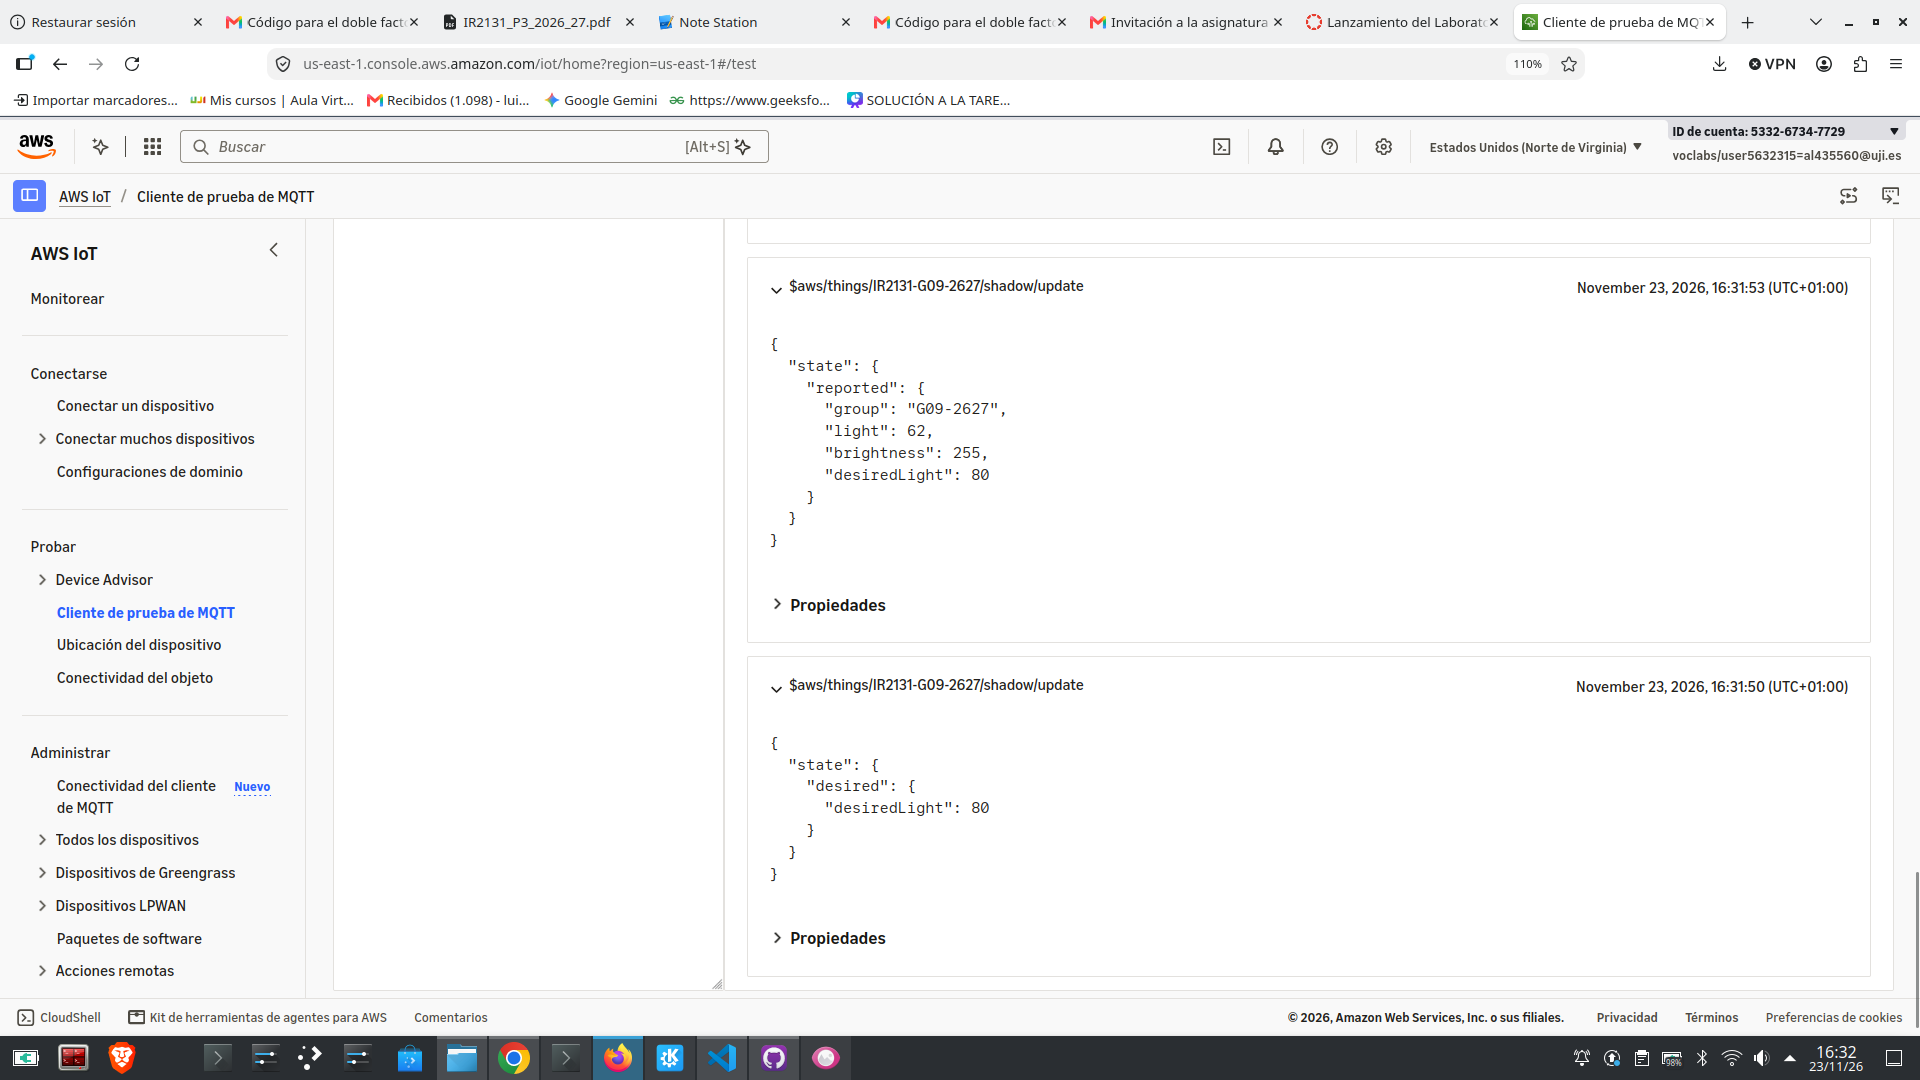 Restaurar sesión
Código para el doble facto
IR2131_P3_2026_27.pdf
Note Station
Código para el doble facto
Invitación a la asignatura
Lanzamiento del Laborato
Cliente de prueba de MQT
us-east-1.console.aws.amazon.com/iot/home?region=us-east-1#/test
110%
VPN
Importar marcadores...
Mis cursos | Aula Virt...
Recibidos (1.098) - lui...
Google Gemini
https://www.geeksfo...
SOLUCIÓN A LA TARE...
aws
Buscar
[Alt+S]
Estados Unidos (Norte de Virginia)
ID de cuenta: 5332-6734-7729
voclabs/user5632315=al435560@uji.es
AWS IoT / Cliente de prueba de MQTT
AWS IoT
Monitorear
Conectarse
Conectar un dispositivo
Conectar muchos dispositivos
Configuraciones de dominio
Probar
Device Advisor
Cliente de prueba de MQTT
Ubicación del dispositivo
Conectividad del objeto
Administrar
Conectividad del cliente
de MQTT
Nuevo
Todos los dispositivos
Dispositivos de Greengrass
Dispositivos LPWAN
Paquetes de software
Acciones remotas
$aws/things/IR2131-G09-2627/shadow/update
November 23, 2026, 16:31:53 (UTC+01:00)
{
"state": {
"reported": {
"group": "G09-2627",
"light": 62,
"brightness": 255,
"desiredLight": 80
}
}
}
Propiedades
$aws/things/IR2131-G09-2627/shadow/update
November 23, 2026, 16:31:50 (UTC+01:00)
{
"state": {
"desired": {
"desiredLight": 80
}
}
}
Propiedades
CloudShell
Kit de herramientas de agentes para AWS
Comentarios
© 2026, Amazon Web Services, Inc. o sus filiales.
Privacidad
Términos
Preferencias de cookies
98%
16:32
23/11/26